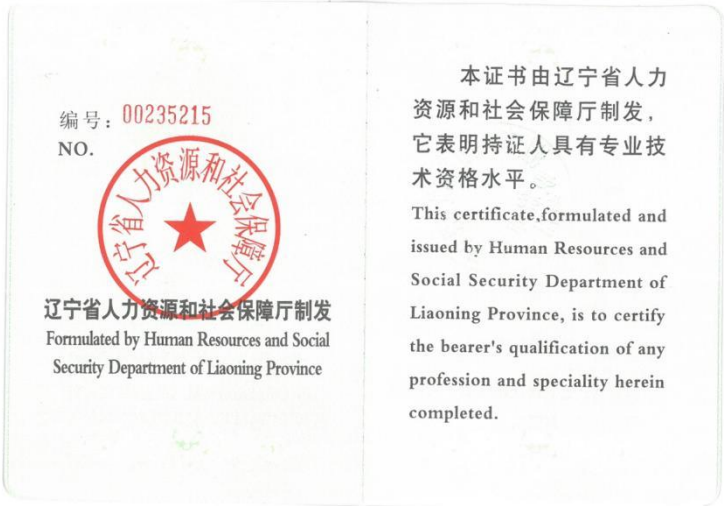 编号：00235215
NO.
辽宁省人力资源和社会保障厅
辽宁省人力资源和社会保障厅制发
Formulated by Human Resources and Social
Security Department of Liaoning Province
本证书由辽宁省人力
资源和社会保障厅制发，
它表明持证人具有专业技
术资格水平。
This certificate,formulated and
issued by Human Resources and
Social Security Department of
Liaoning Province, is to certify
the bearer's qualification of any
profession and speciality herein
completed.